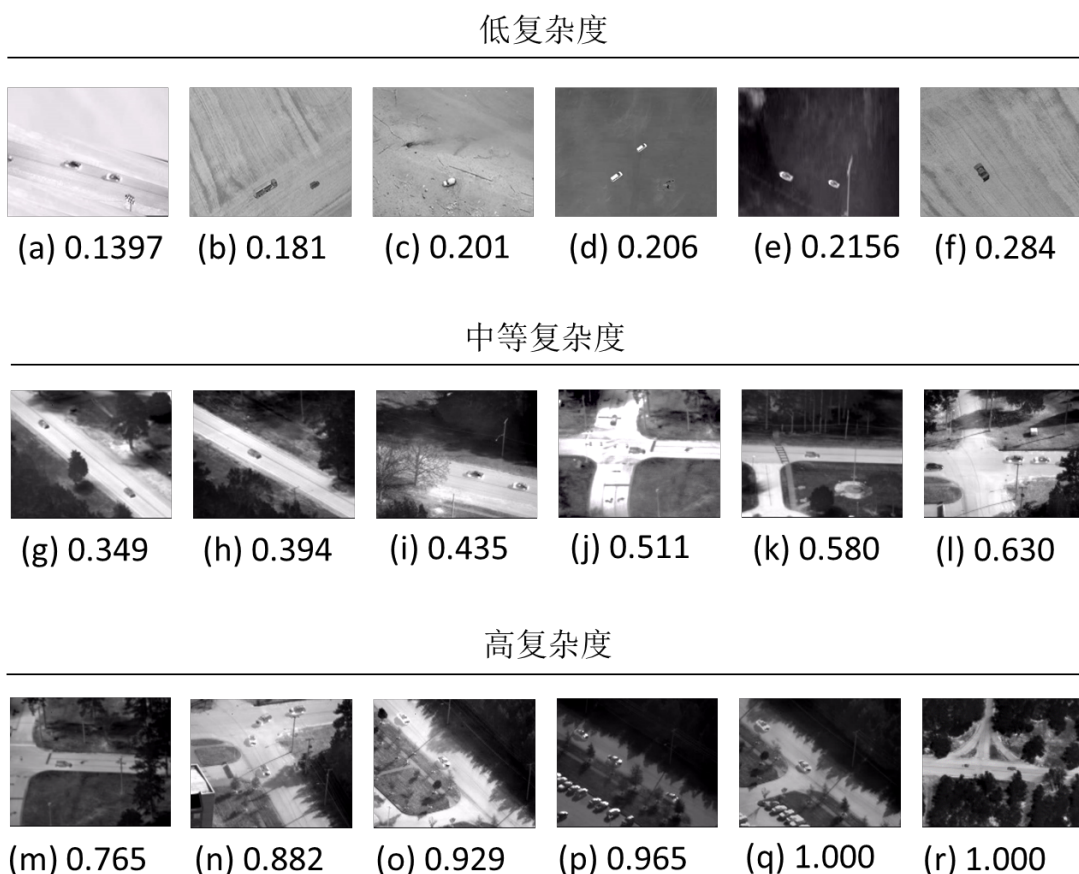 低复杂度
(a) 0.1397 (b) 0.181 (c) 0.201 (d) 0.206 (e) 0.2156 (f) 0.284
中等复杂度
(g) 0.349 (h) 0.394 (i) 0.435 (j) 0.511 (k) 0.580 (l) 0.630
高复杂度
(m) 0.765 (n) 0.882 (o) 0.929 (p) 0.965 (q) 1.000 (r) 1.000